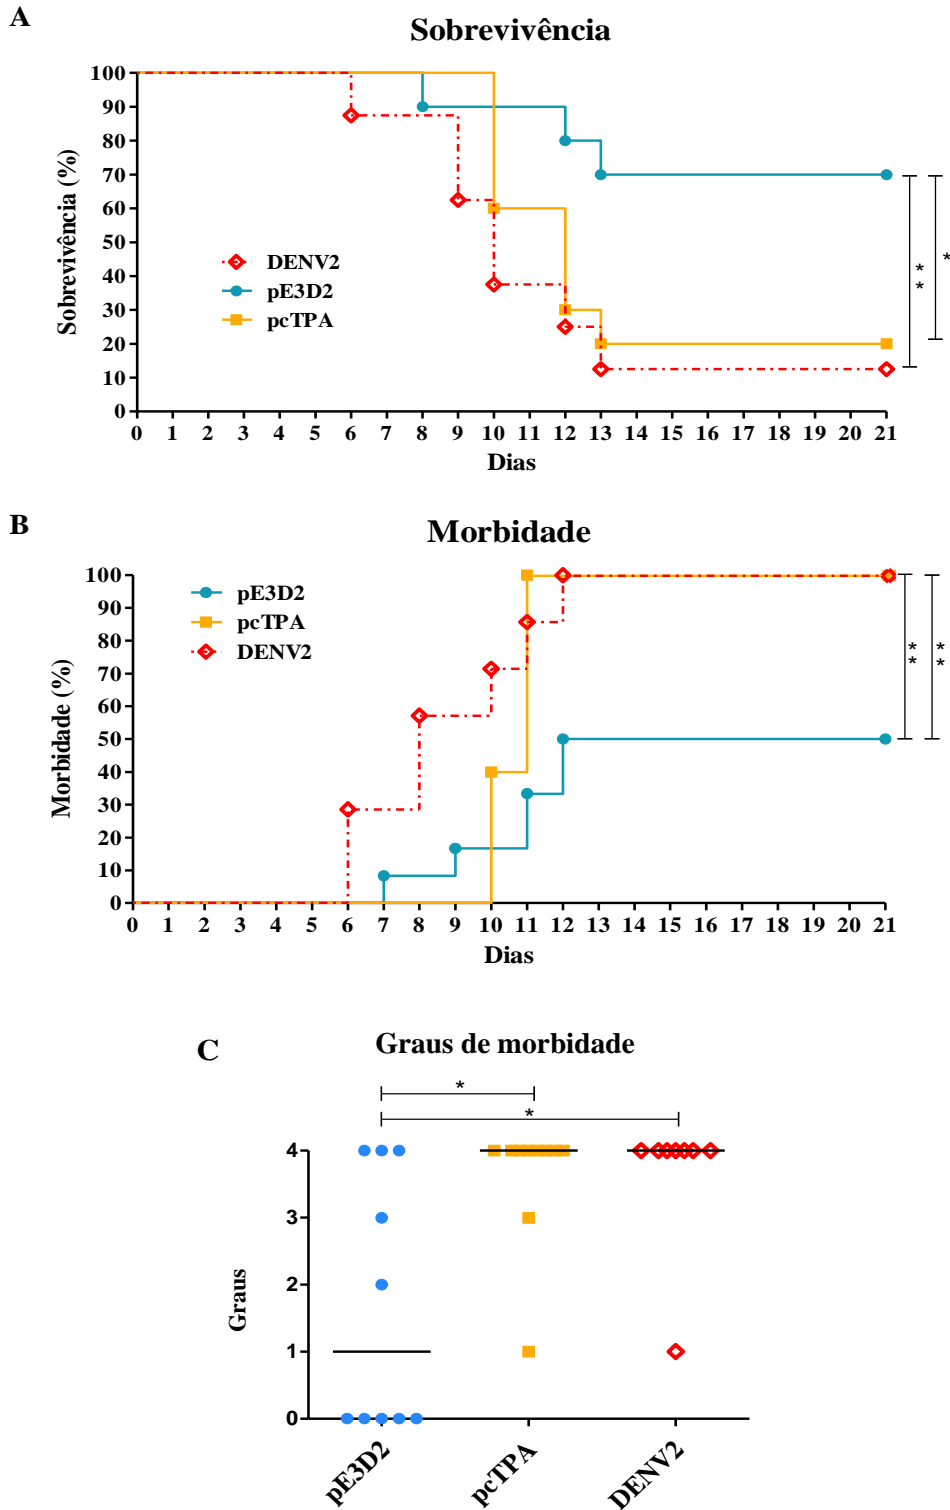 A
Sobrevivência
100
90
80
70
60
50
40
30
20
10
0
Sobrevivência (%)
DENV2
pE3D2
pcTPA
* *
*
0 1 2 3 4 5 6 7 8 9 10 11 12 13 14 15 16 17 18 19 20 21
Dias
B
Morbidade
100
90
80
70
60
50
40
30
20
10
0
Morbidade (%)
pE3D2
pcTPA
DENV2
* *
* *
0 1 2 3 4 5 6 7 8 9 10 11 12 13 14 15 16 17 18 19 20 21
Dias
C
Graus de morbidade
*
*
4
3
2
1
0
Graus
pE3D2
pcTPA
DENV2